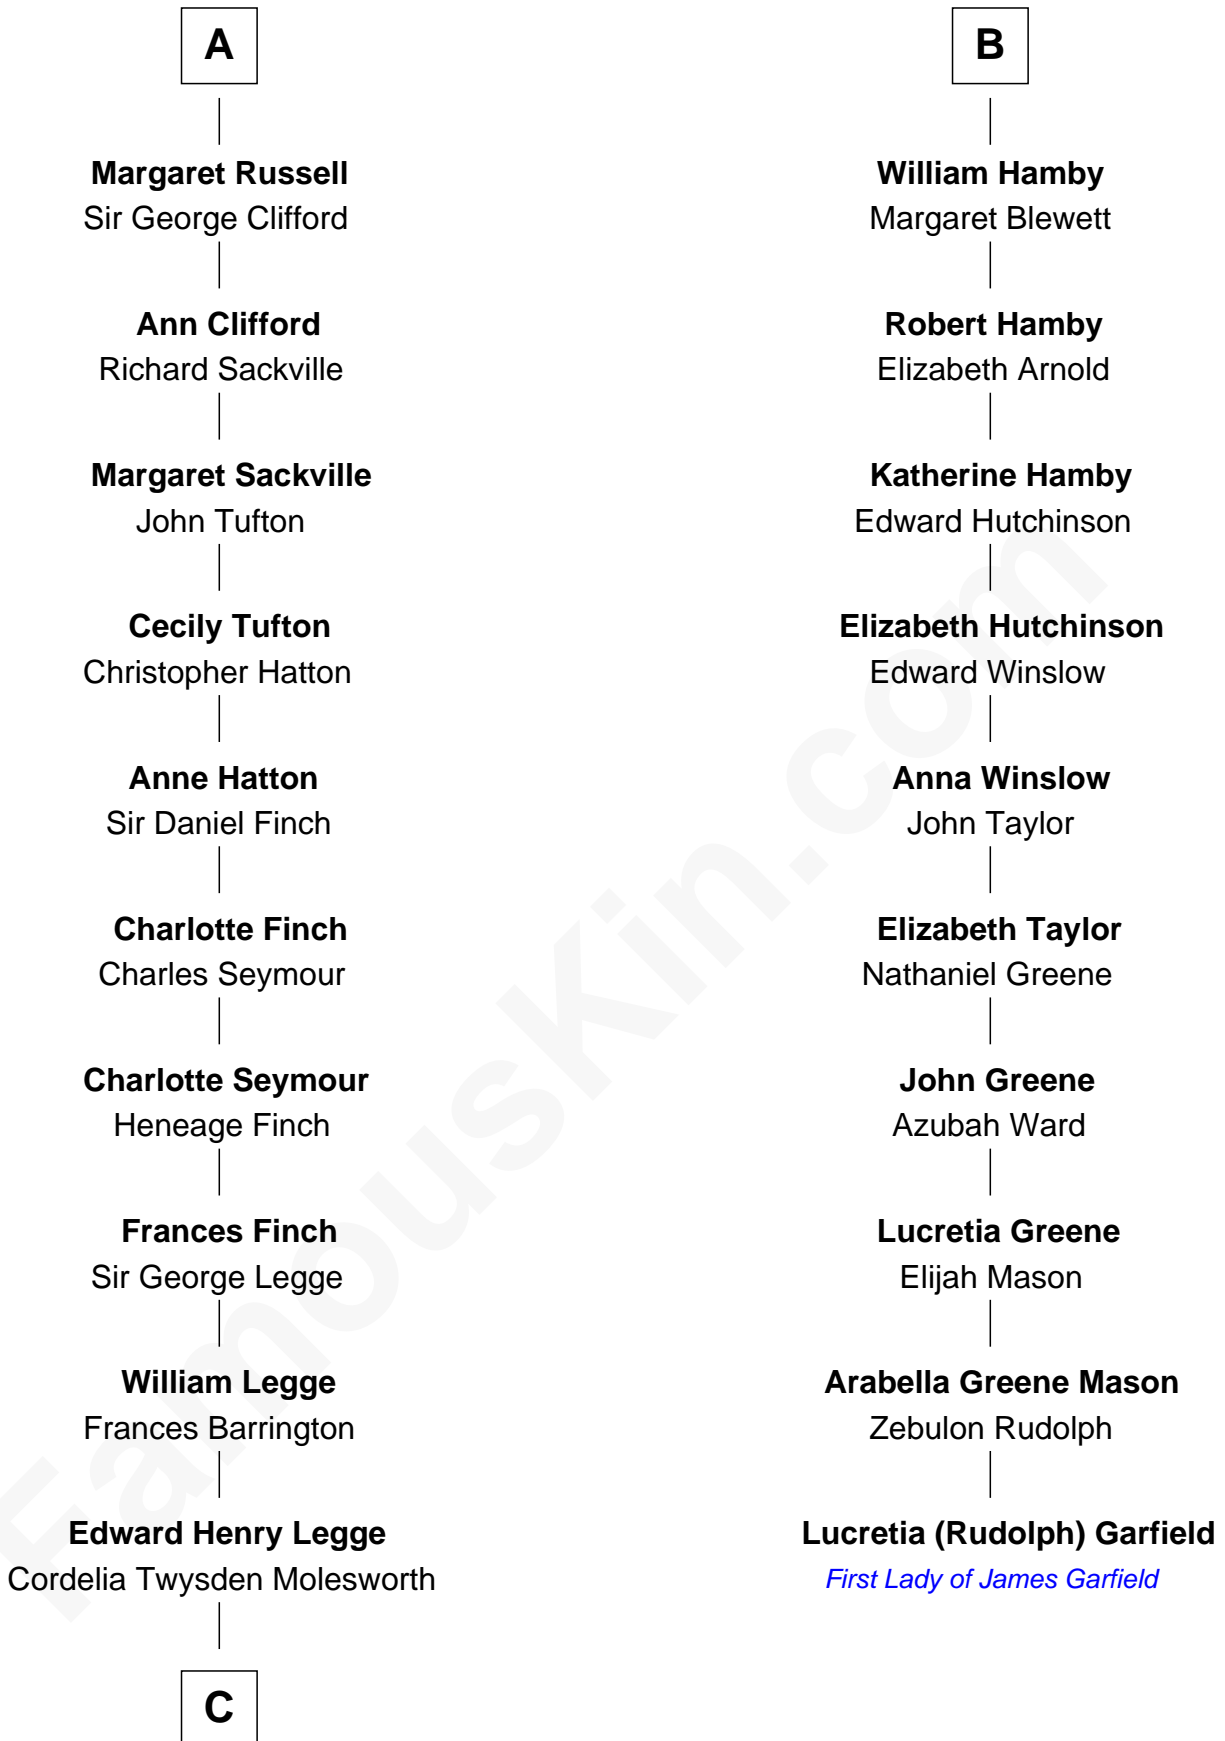 A
Margaret Russell
Sir George Clifford
Ann Clifford
Richard Sackville
Margaret Sackville
John Tufton
Cecily Tufton
Christopher Hatton
Anne Hatton
Sir Daniel Finch
Charlotte Finch
Charles Seymour
Charlotte Seymour
Heneage Finch
Frances Finch
Sir George Legge
William Legge
Frances Barrington
Edward Henry Legge
Cordelia Twysden Molesworth
C
B
William Hamby
Margaret Blewett
Robert Hamby
Elizabeth Arnold
Katherine Hamby
Edward Hutchinson
Elizabeth Hutchinson
Edward Winslow
Anna Winslow
John Taylor
Elizabeth Taylor
Nathaniel Greene
John Greene
Azubah Ward
Lucretia Greene
Elijah Mason
Arabella Greene Mason
Zebulon Rudolph
Lucretia (Rudolph) Garfield
First Lady of James Garfield
FamousKin.com